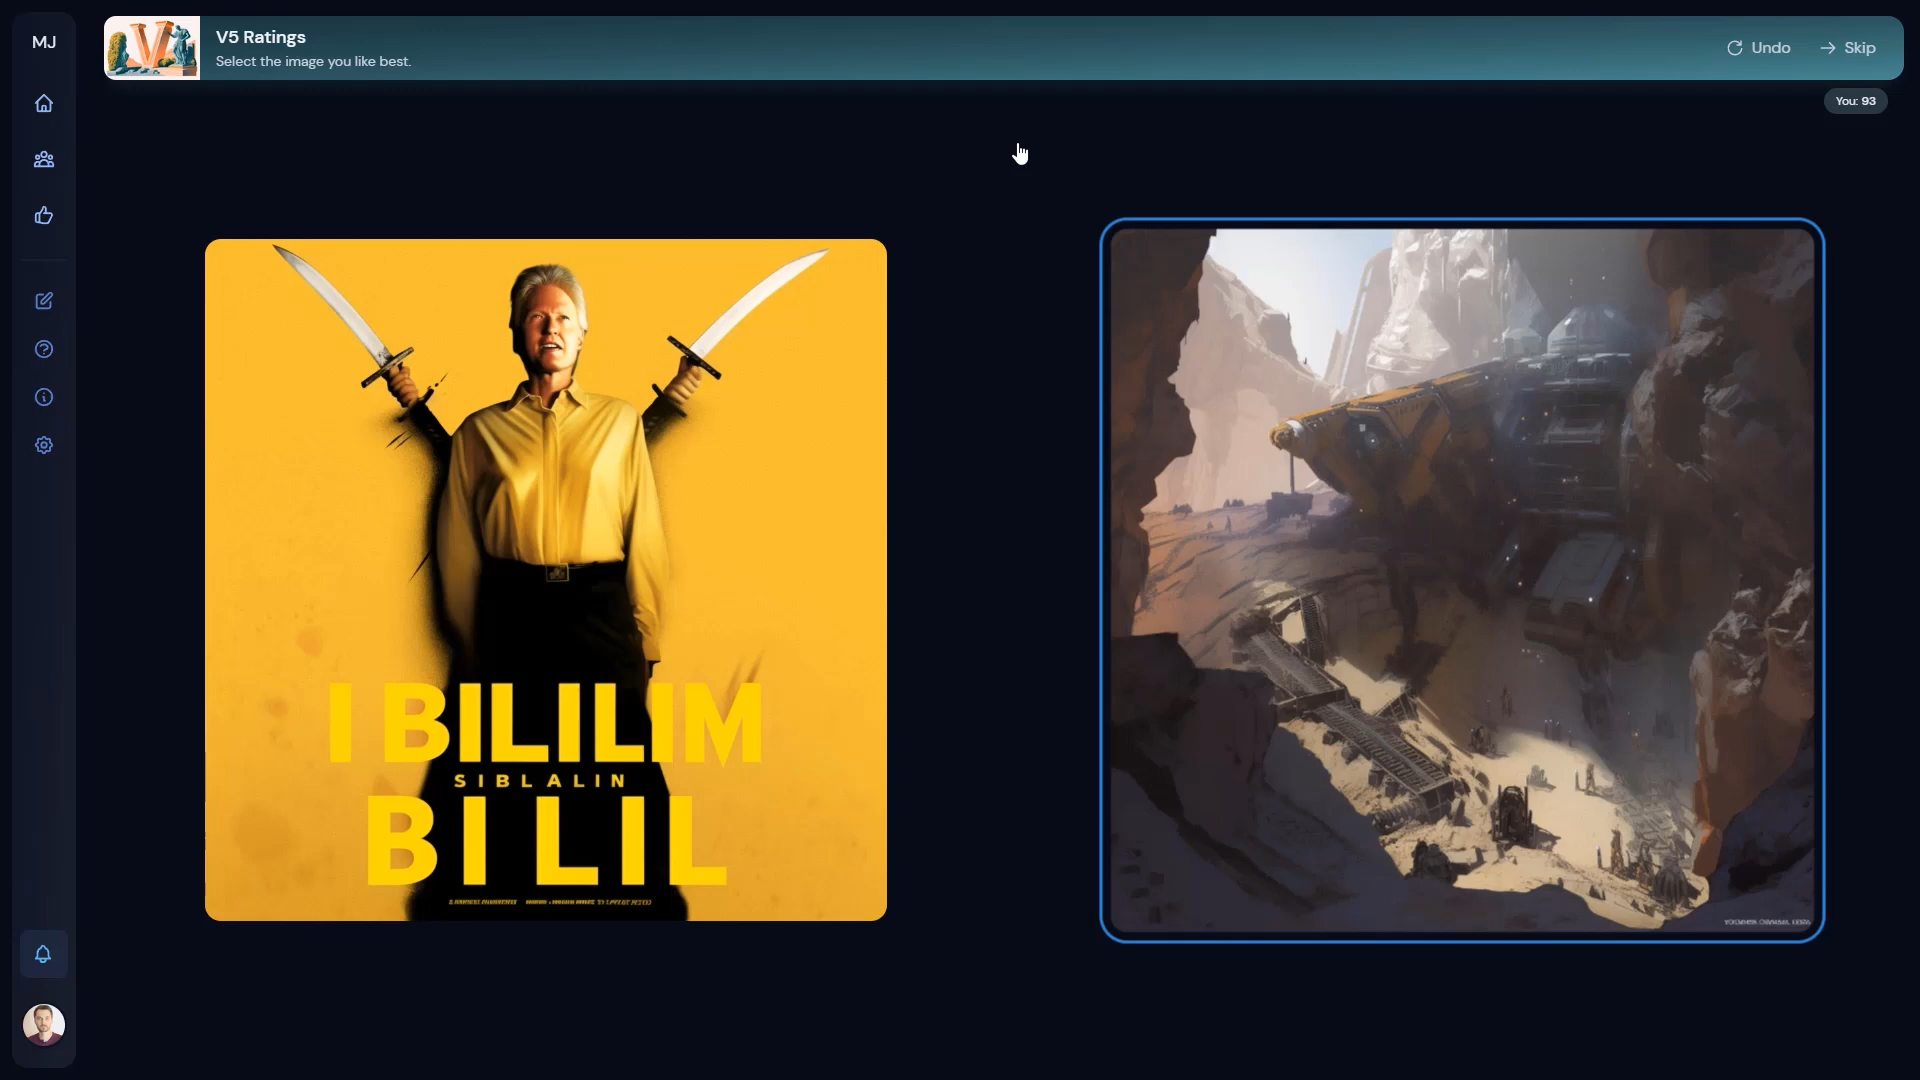 MJ
V5 Ratings
Select the image you like best.
Undo
Skip
You: 93
I BILILIM
SIBLALIN
BI LIL